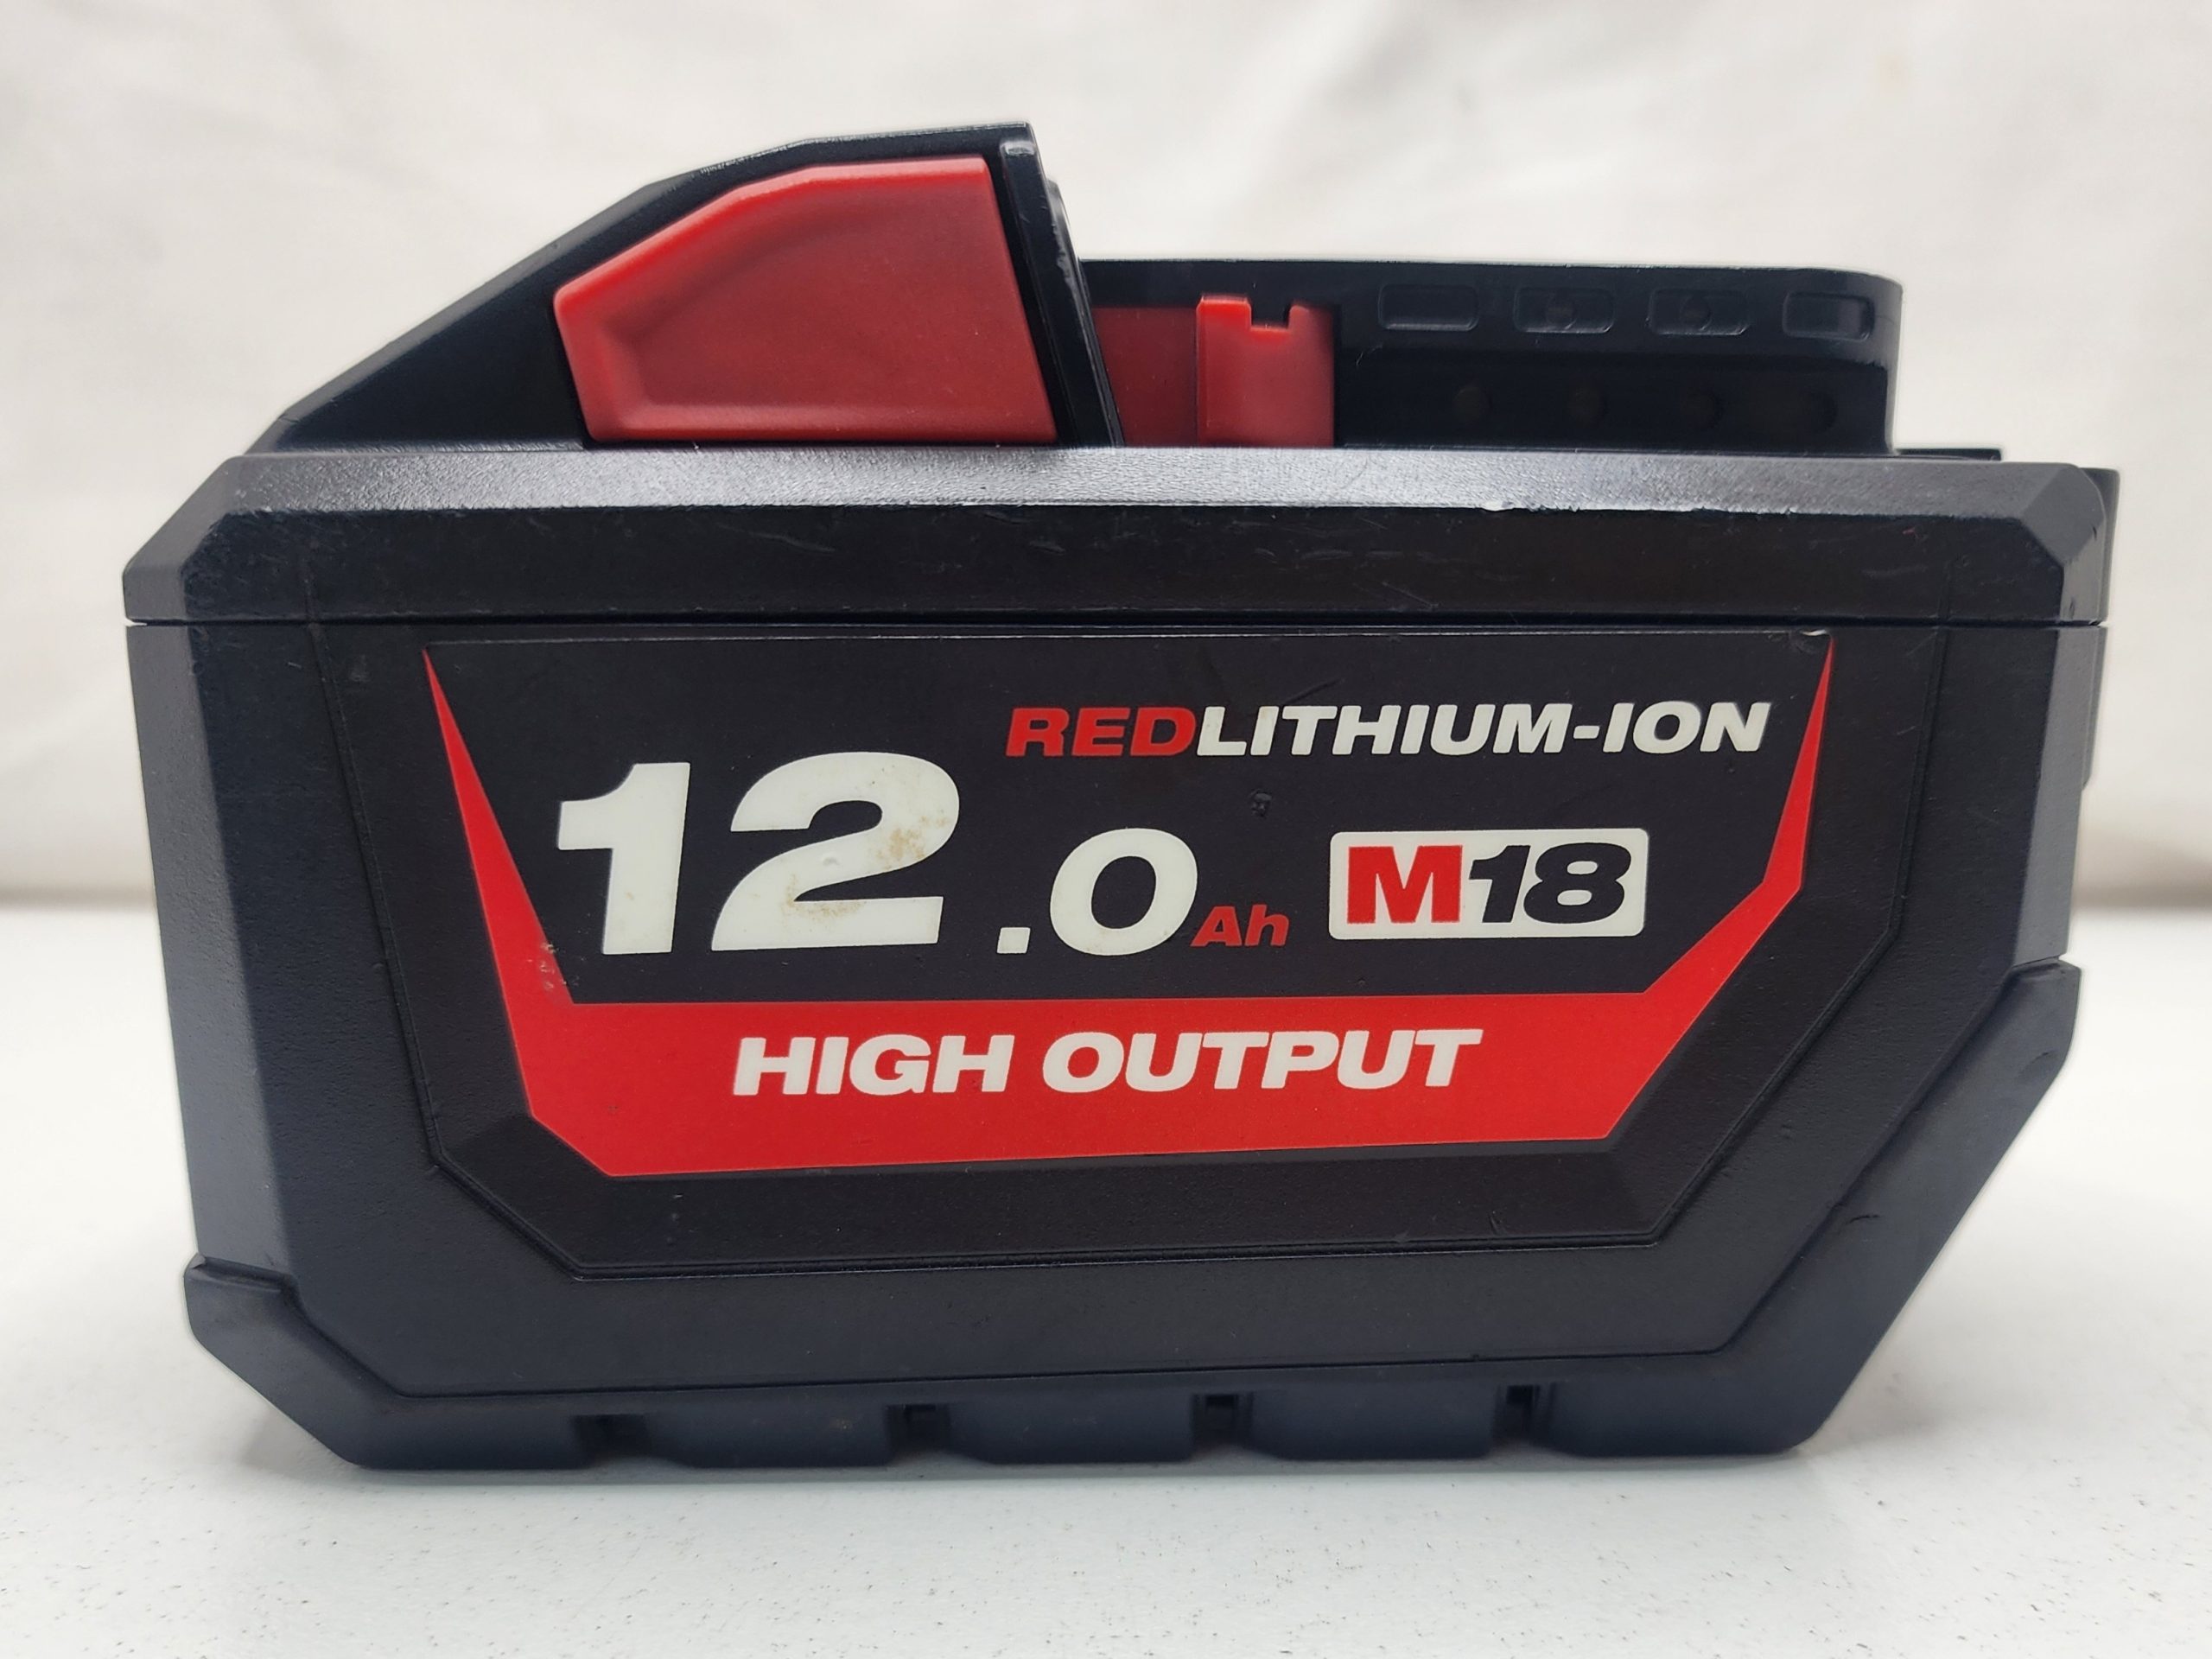 REDLITHIUM-ION
12.0Ah M18
HIGH OUTPUT